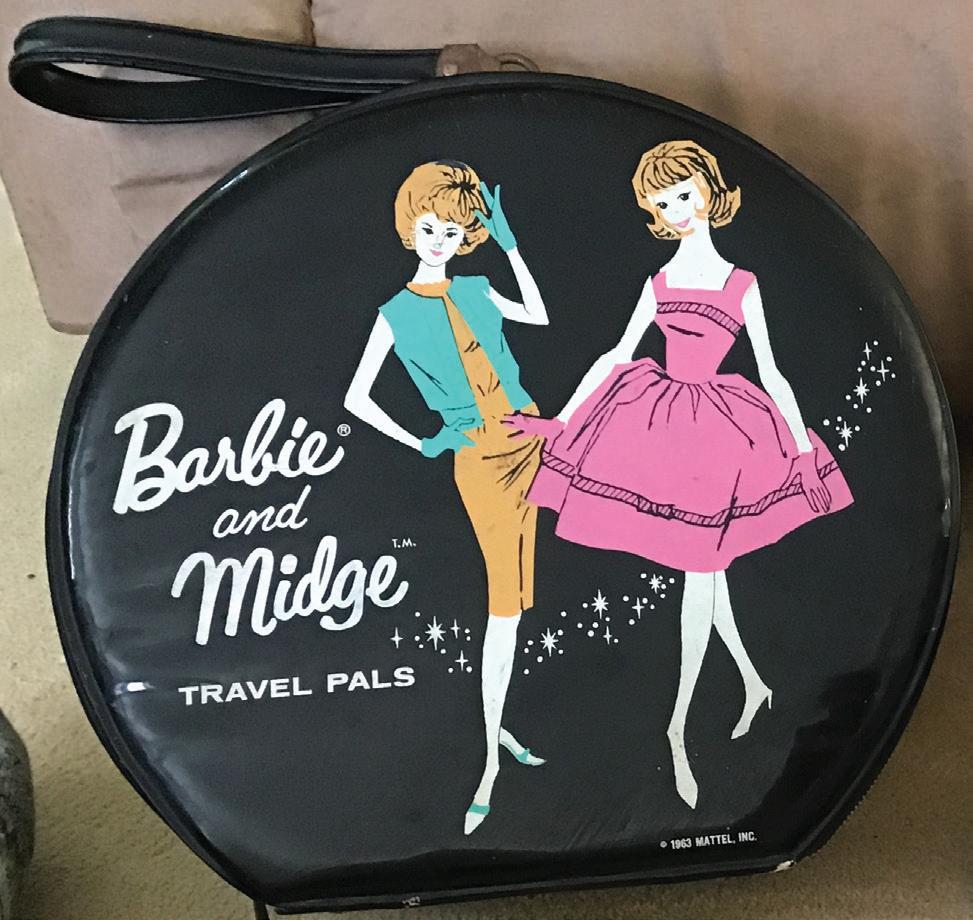 Barbie®
and
Midge T.M.
TRAVEL PALS
© 1963 MATTEL, INC.